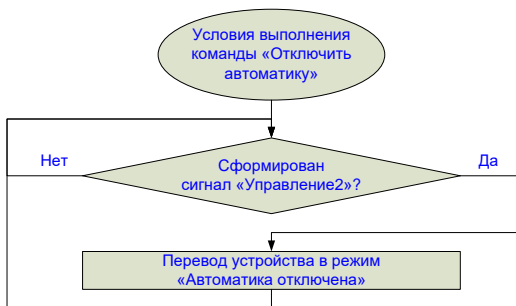 Условия выполнения
команды «Отключить
автоматику»
Нет
Сформирован
сигнал «Управление2»?
Да
Перевод устройства в режим
«Автоматика отключена»